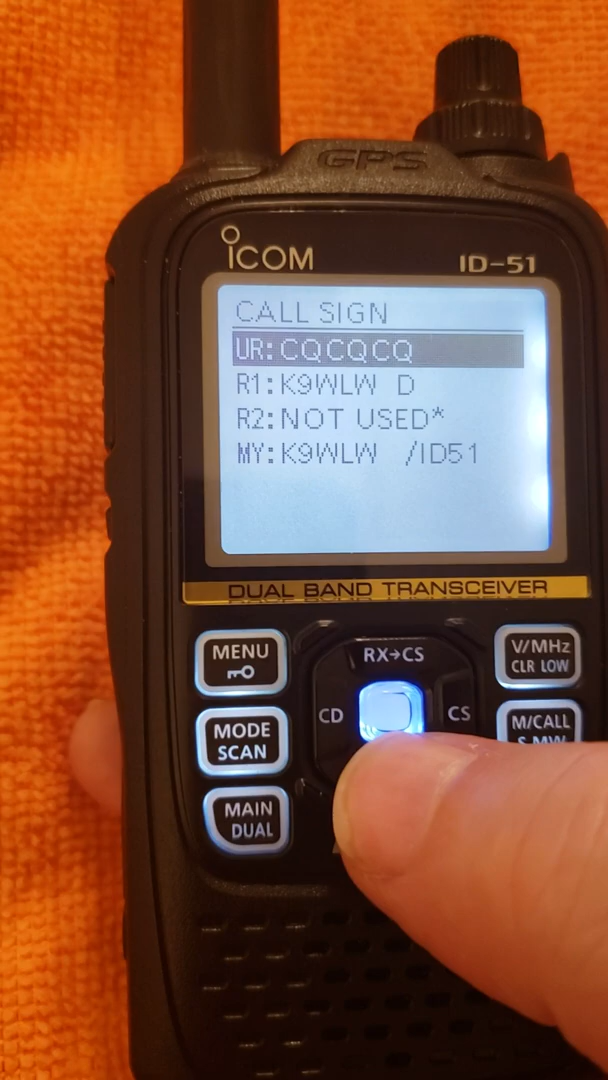 GPS
ICOM
ID-51
CALL SIGN
UR:CQCQCQ
R1:K9WLW D
R2:NOT USED*
MY:K9WLW /ID51
DUAL BAND TRANSCEIVER
MENU
RX→CS
V/MHz
CLR LOW
CD
CS
MODE
SCAN
M/CALL
S.MW
MAIN
DUAL